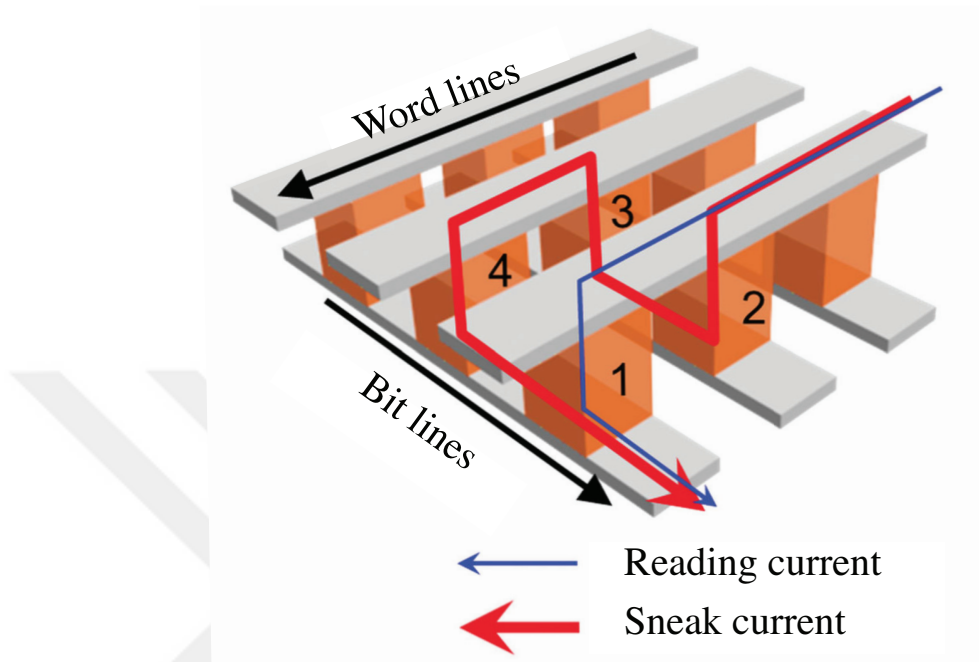 Word lines
3
4
2
1
Bit lines
Reading current
Sneak current